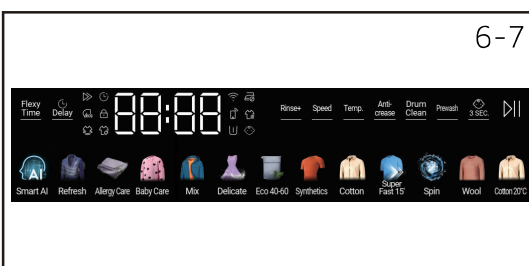 6-7
Flexy
Time
Delay
88:88
Rinse+
Speed
Temp.
Anti-
crease
Drum
Clean
Prewash
3 SEC.
AI
Smart AI
Refresh
Allergy Care
Baby Care
Mix
Delicate
Eco 40-60
Synthetics
Cotton
Super
Fast 15'
Spin
Wool
Cotton 20°C